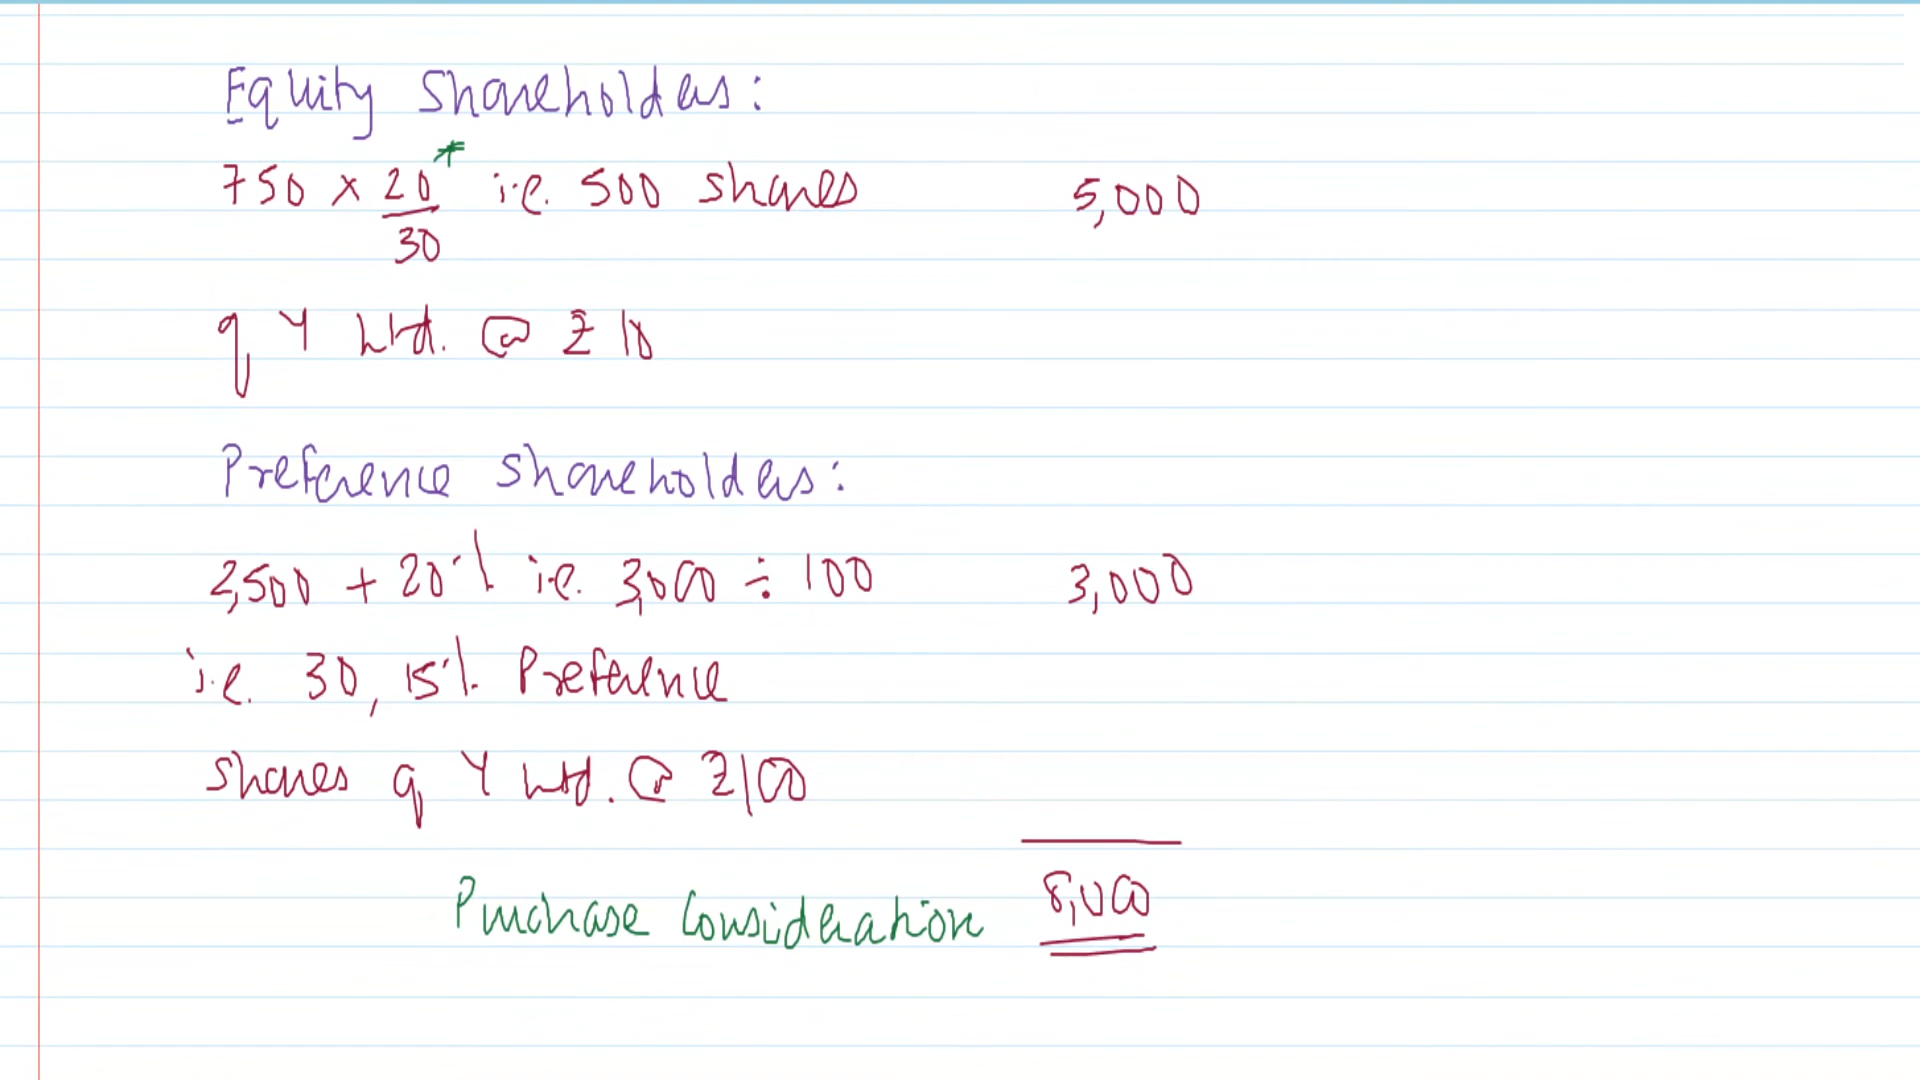 Equity Shareholders:
750 × 20* i.e. 500 shares 5,000
30
of Y Ltd. @ ₹ 10
Preference Shareholders:
2,500 + 20% i.e. 3,000 ÷ 100 3,000
i.e. 30, 15% Preference
Shares of Y Ltd. @ ₹100
Purchase Consideration 8,000